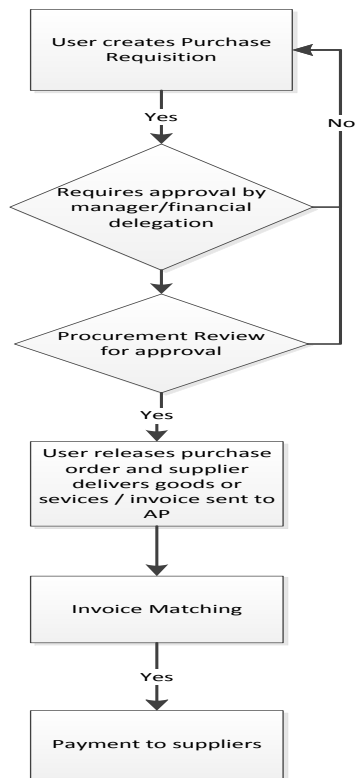 User creates Purchase
Requisition
Yes
No
Requires approval by
manager/financial
delegation
Procurement Review
for approval
Yes
User releases purchase
order and supplier
delivers goods or
sevices / invoice sent to
AP
Invoice Matching
Yes
Payment to suppliers